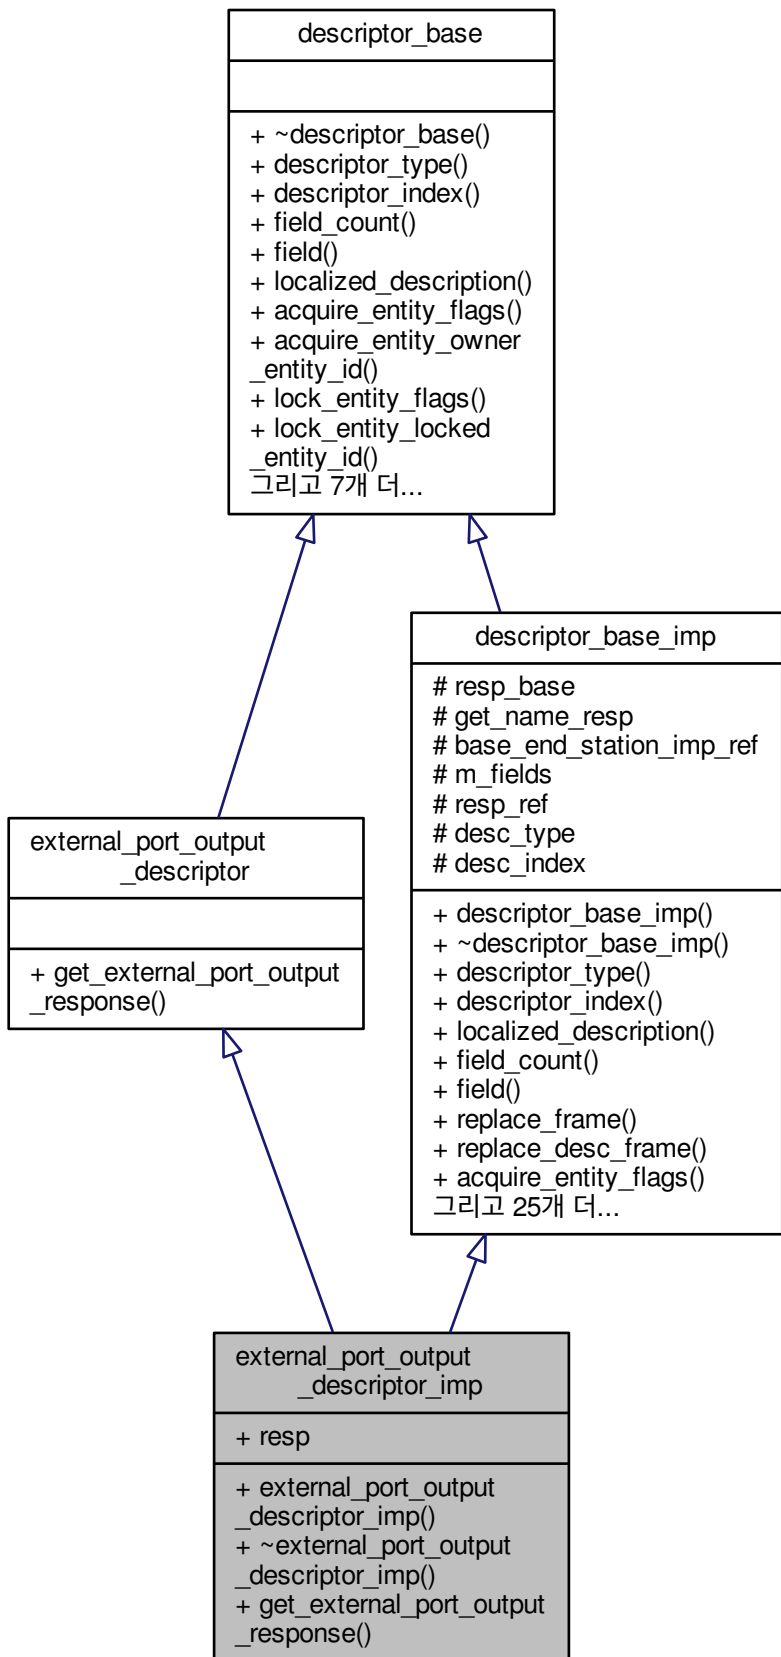 descriptor_base
+ ~descriptor_base()
+ descriptor_type()
+ descriptor_index()
+ field_count()
+ field()
+ localized_description()
+ acquire_entity_flags()
+ acquire_entity_owner
_entity_id()
+ lock_entity_flags()
+ lock_entity_locked
_entity_id()
그리고 7개 더...
descriptor_base_imp
# resp_base
# get_name_resp
# base_end_station_imp_ref
# m_fields
# resp_ref
# desc_type
# desc_index
+ descriptor_base_imp()
+ ~descriptor_base_imp()
+ descriptor_type()
+ descriptor_index()
+ localized_description()
+ field_count()
+ field()
+ replace_frame()
+ replace_desc_frame()
+ acquire_entity_flags()
그리고 25개 더...
external_port_output
_descriptor
+ get_external_port_output
_response()
external_port_output
_descriptor_imp
+ resp
+ external_port_output
_descriptor_imp()
+ ~external_port_output
_descriptor_imp()
+ get_external_port_output
_response()